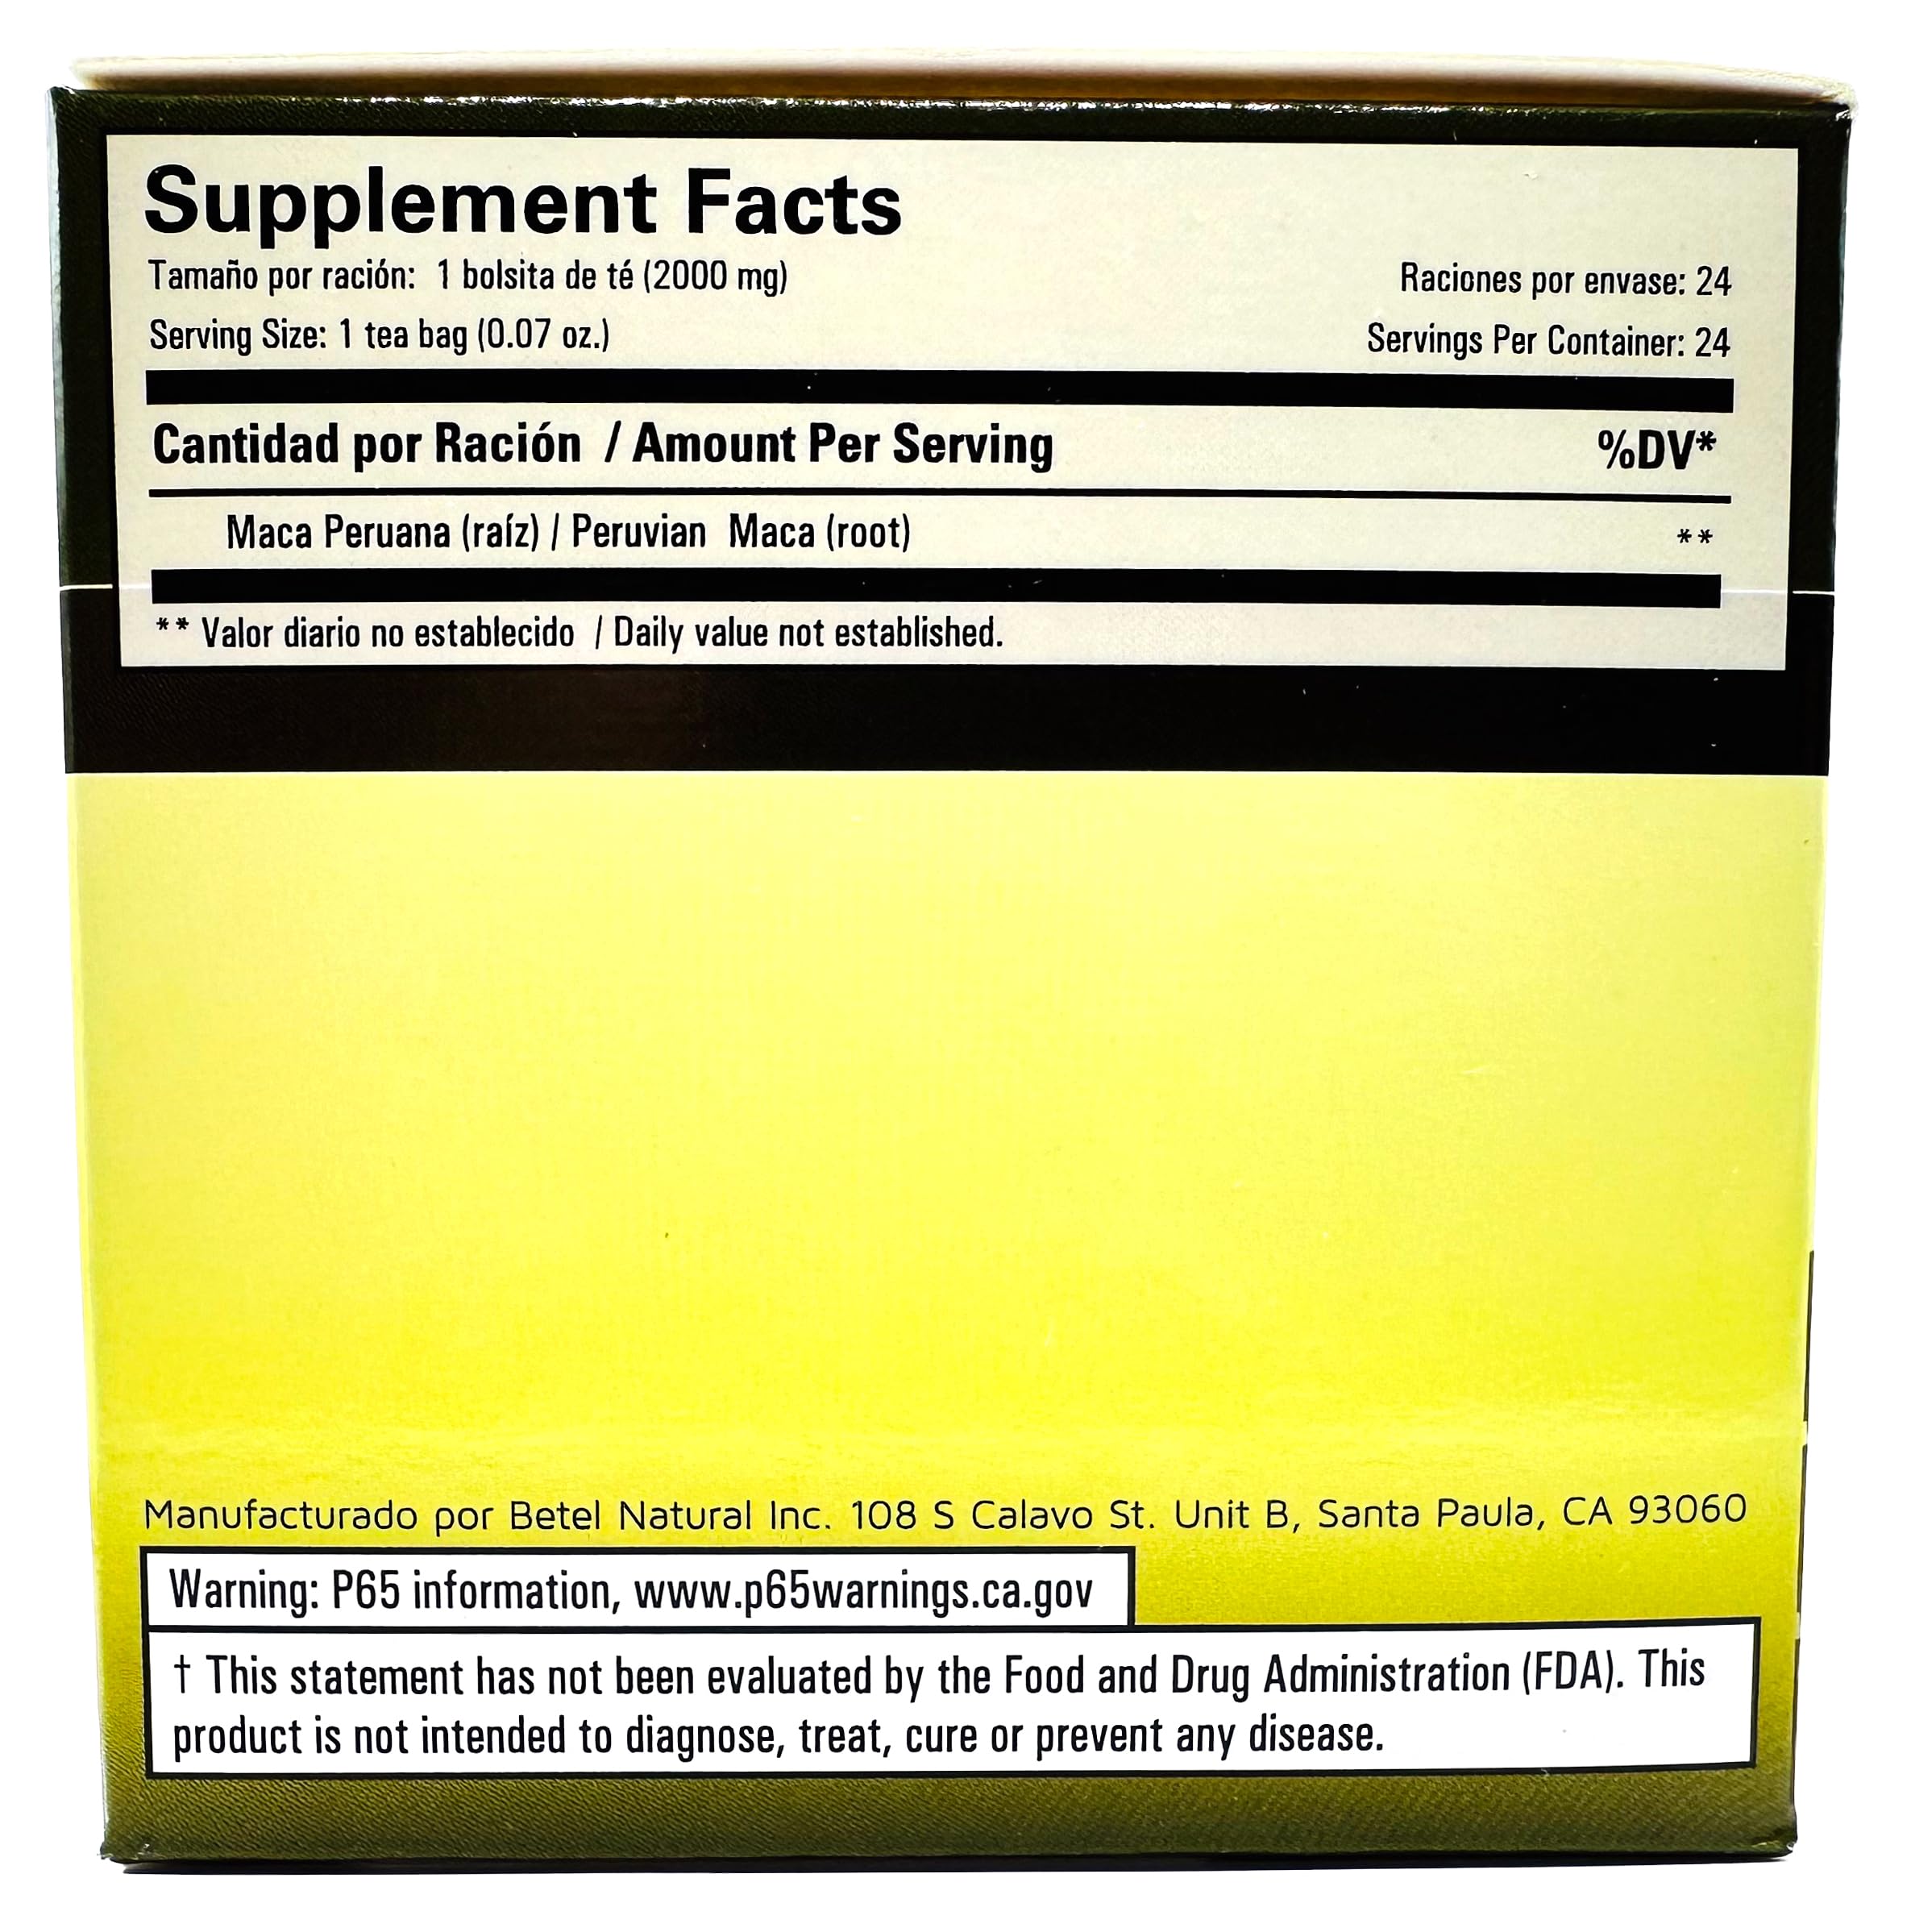 Supplement Facts
Tamaño por ración: 1 bolsita de té (2000 mg)
Raciones por envase: 24
Serving Size: 1 tea bag (0.07 oz.)
Servings Per Container: 24
Cantidad por Ración / Amount Per Serving %DV*
Maca Peruana (raíz) / Peruvian Maca (root) **
** Valor diario no establecido / Daily value not established.
Manufacturado por Betel Natural Inc. 108 S Calavo St. Unit B, Santa Paula, CA 93060
Warning: P65 information, www.p65warnings.ca.gov
† This statement has not been evaluated by the Food and Drug Administration (FDA). This
product is not intended to diagnose, treat, cure or prevent any disease.